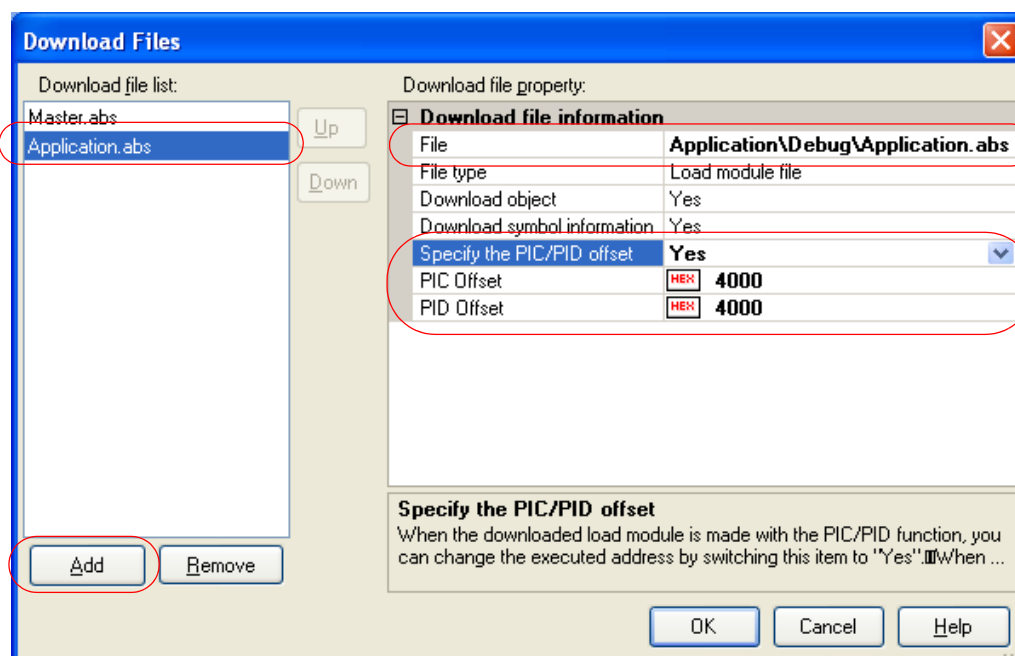 Download Files
Download file list:
Master.abs
Application.abs
Up
Down
Add
Remove
Download file property:
Download file information
File Application\Debug\Application.abs
File type Load module file
Download object Yes
Download symbol information Yes
Specify the PIC/PID offset Yes
PIC Offset HEX 4000
PID Offset HEX 4000
Specify the PIC/PID offset
When the downloaded load module is made with the PIC/PID function, you
can change the executed address by switching this item to "Yes".When ...
OK Cancel Help